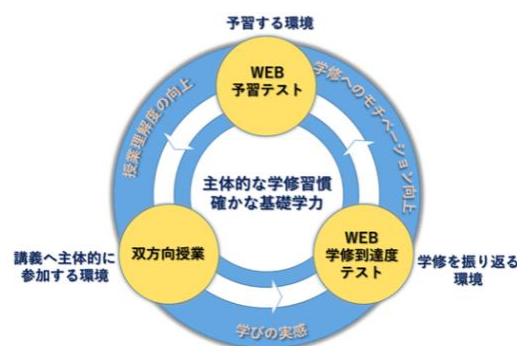 予習する環境
WEB
予習テスト
授業理解度の向上
学修へのモチベーション向上
主体的な学修習慣
確かな基礎学力
双方向授業
WEB
学修到達度
テスト
講義へ主体的に
参加する環境
学修を振り返る
環境
学びの実感